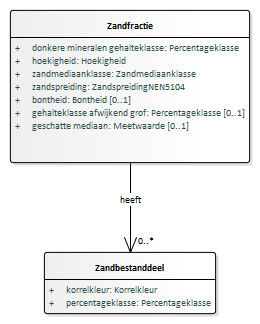 Zandfractie
+ donkere mineralen gehalteklasse: Percentageklasse
+ hoekigheid: Hoekigheid
+ zandmediaanklasse: Zandmediaanklasse
+ zandspreiding: ZandspreidingNEN5104
+ bontheid: Bontheid [0..1]
+ gehalteklasse afwijkend grof: Percentageklasse [0..1]
+ geschatte mediaan: Meetwaarde [0..1]
heeft
0..*
Zandbestanddeel
+ korrelkleur: Korrelkleur
+ percentageklasse: Percentageklasse